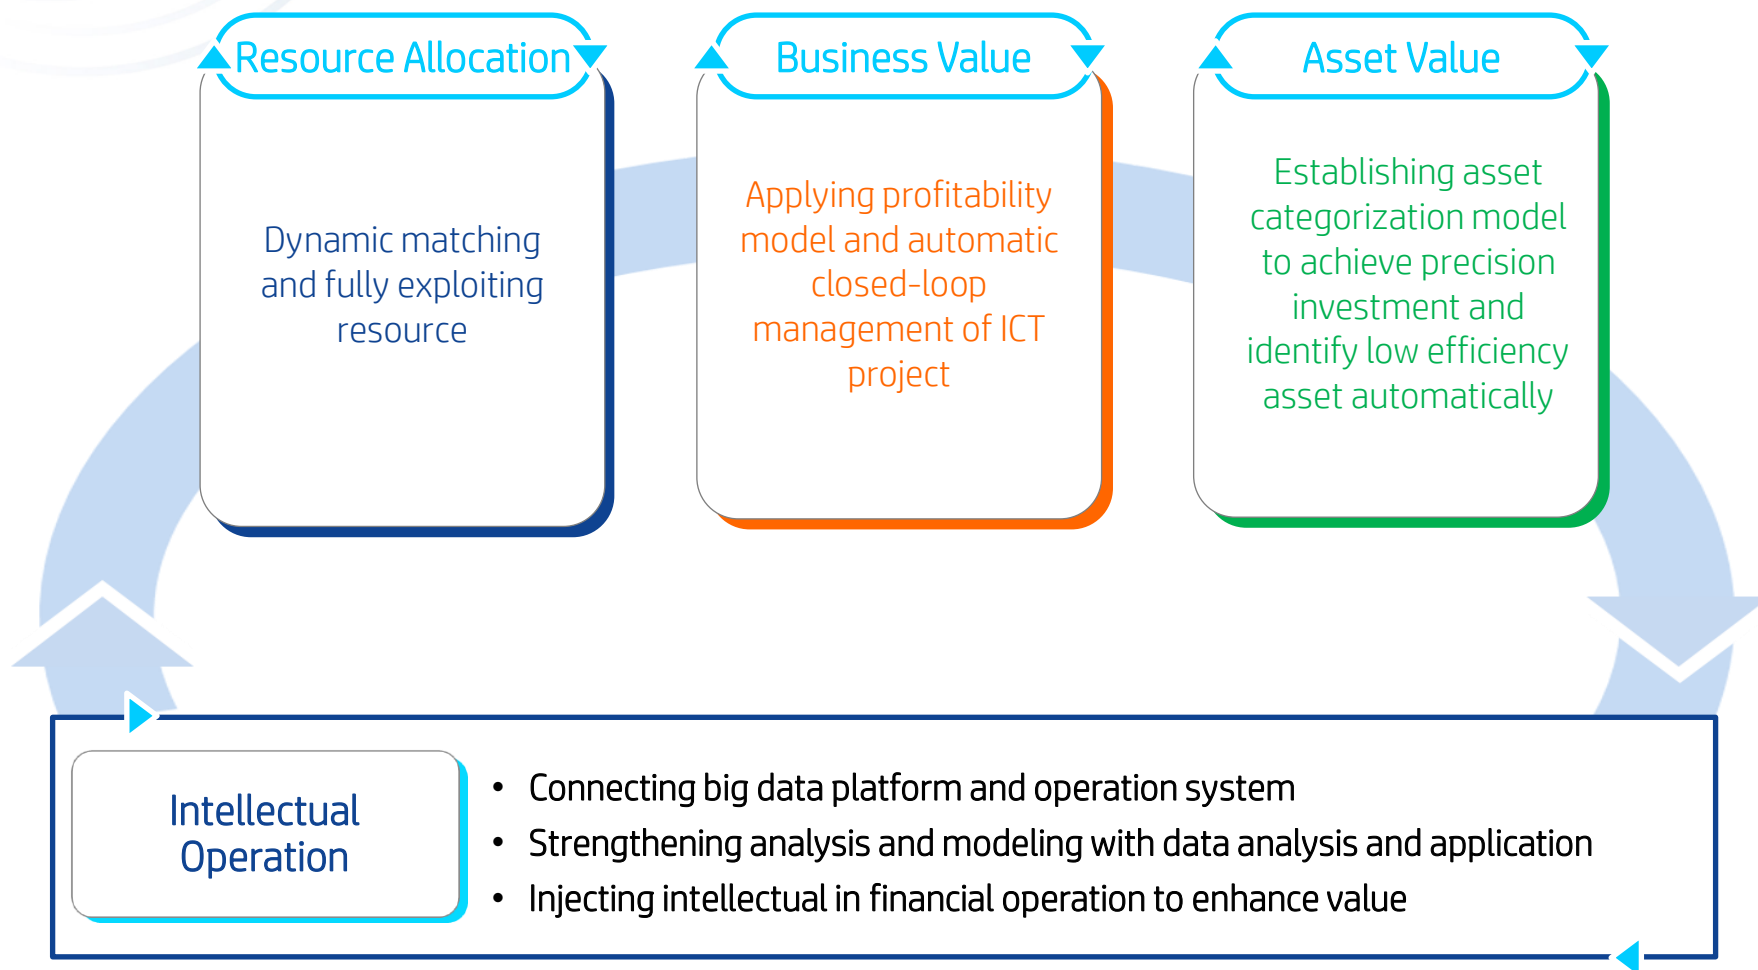 Resource Allocation
Business Value
Asset Value
Dynamic matching
and fully exploiting
resource
Applying profitability
model and automatic
closed-loop
management of ICT
project
Establishing asset
categorization model
to achieve precision
investment and
identify low efficiency
asset automatically
Intellectual
Operation
• Connecting big data platform and operation system
• Strengthening analysis and modeling with data analysis and application
• Injecting intellectual in financial operation to enhance value